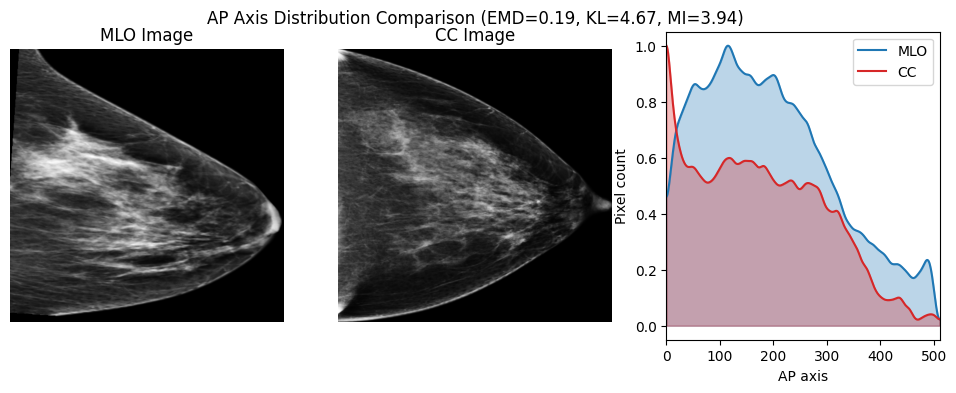 AP Axis Distribution Comparison (EMD=0.19, KL=4.67, MI=3.94)
MLO Image
CC Image
MLO
CC
1.0
0.8
0.6
0.4
0.2
0.0
Pixel count
0 100 200 300 400 500
AP axis